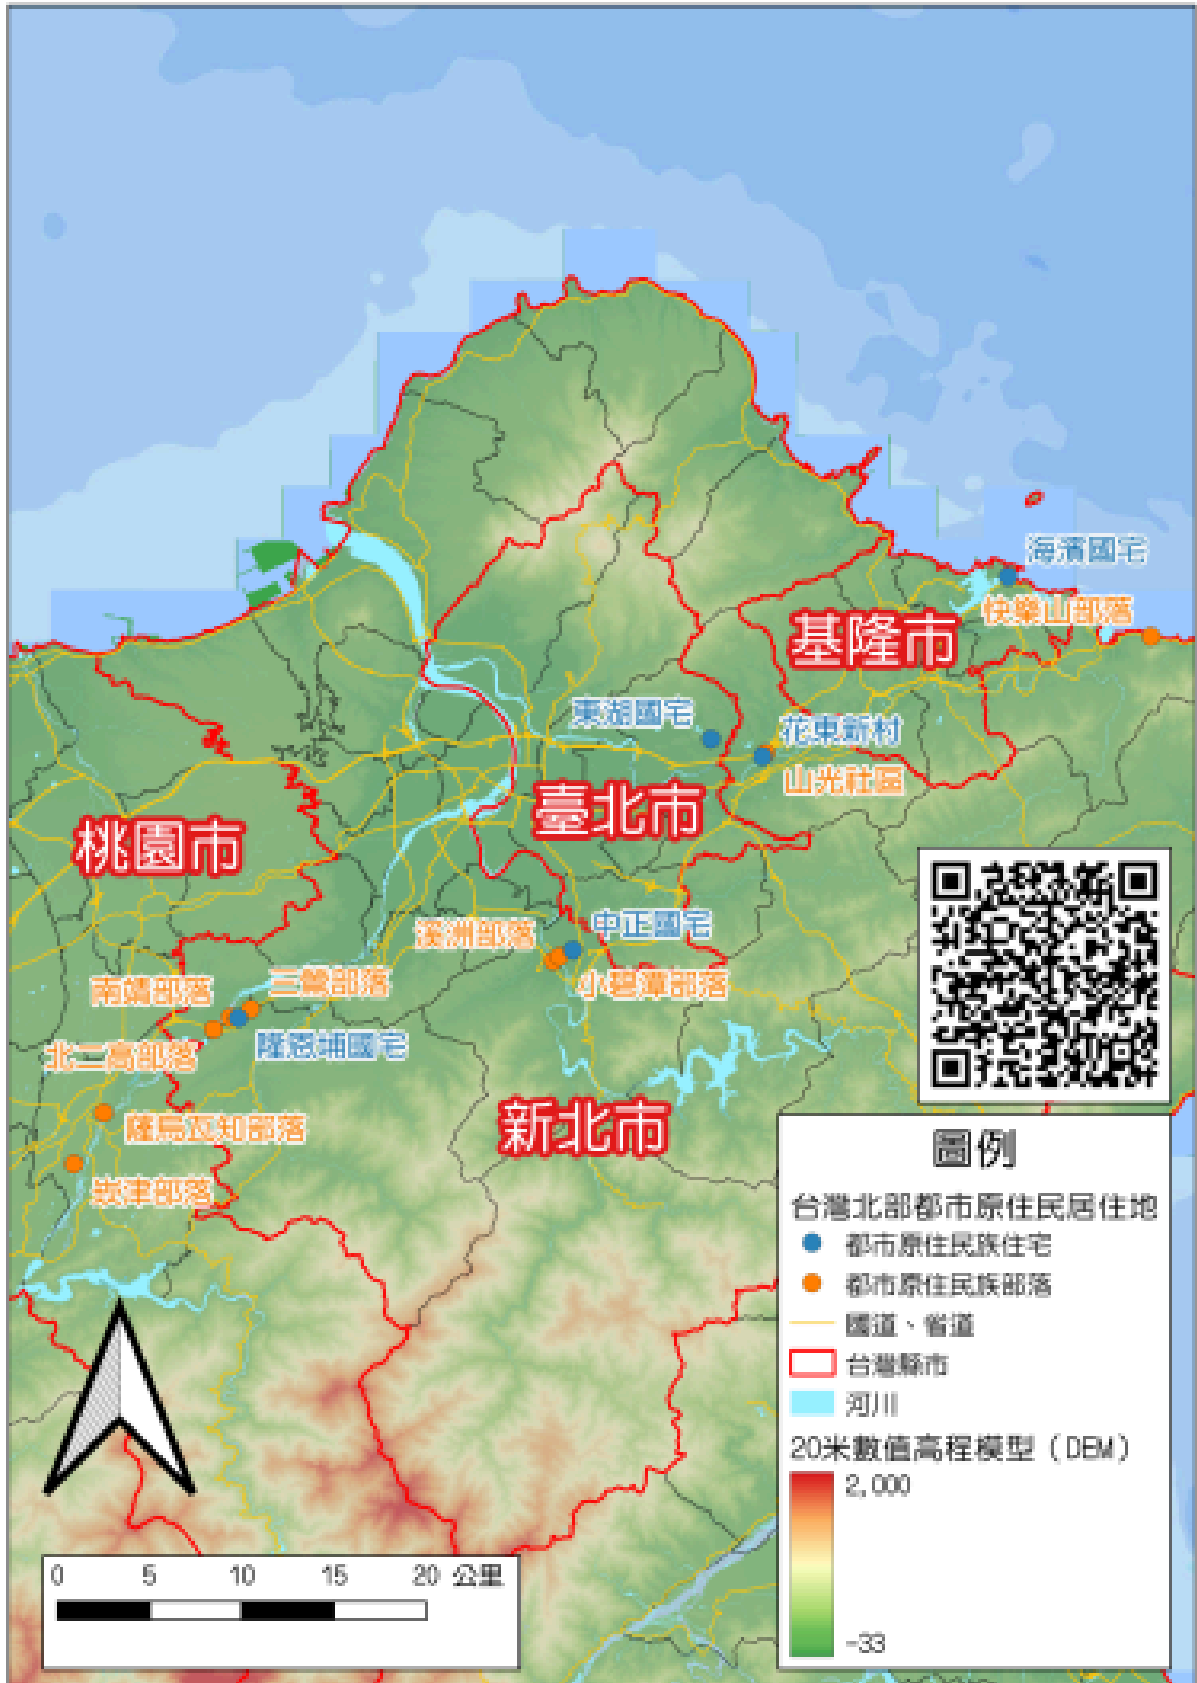 海濱國宅
快樂山部落
基隆市
東湖國宅
花東新村
山光社區
臺北市
桃園市
溪洲部落
中正國宅
小碧潭部落
南靖部落
三鶯部落
北二高部落
隆恩埔國宅
薩烏瓦知部落
崁津部落
新北市
圖例
台灣北部都市原住民居住地
都市原住民族住宅
都市原住民族部落
國道、省道
台灣縣市
河川
20米數值高程模型（DEM）
2,000
-33
0 5 10 15 20 公里